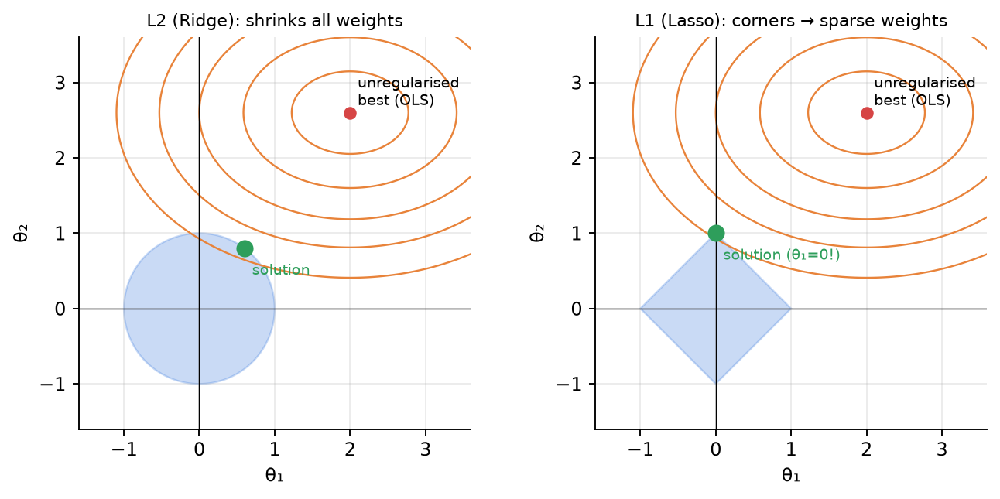 L2 (Ridge): shrinks all weights
3
2
1
0
−1
θ₂
unregularised
best (OLS)
solution
−1
0
1
2
3
θ₁
L1 (Lasso): corners → sparse weights
3
2
1
0
−1
θ₂
unregularised
best (OLS)
solution (θ₁=0!)
−1
0
1
2
3
θ₁